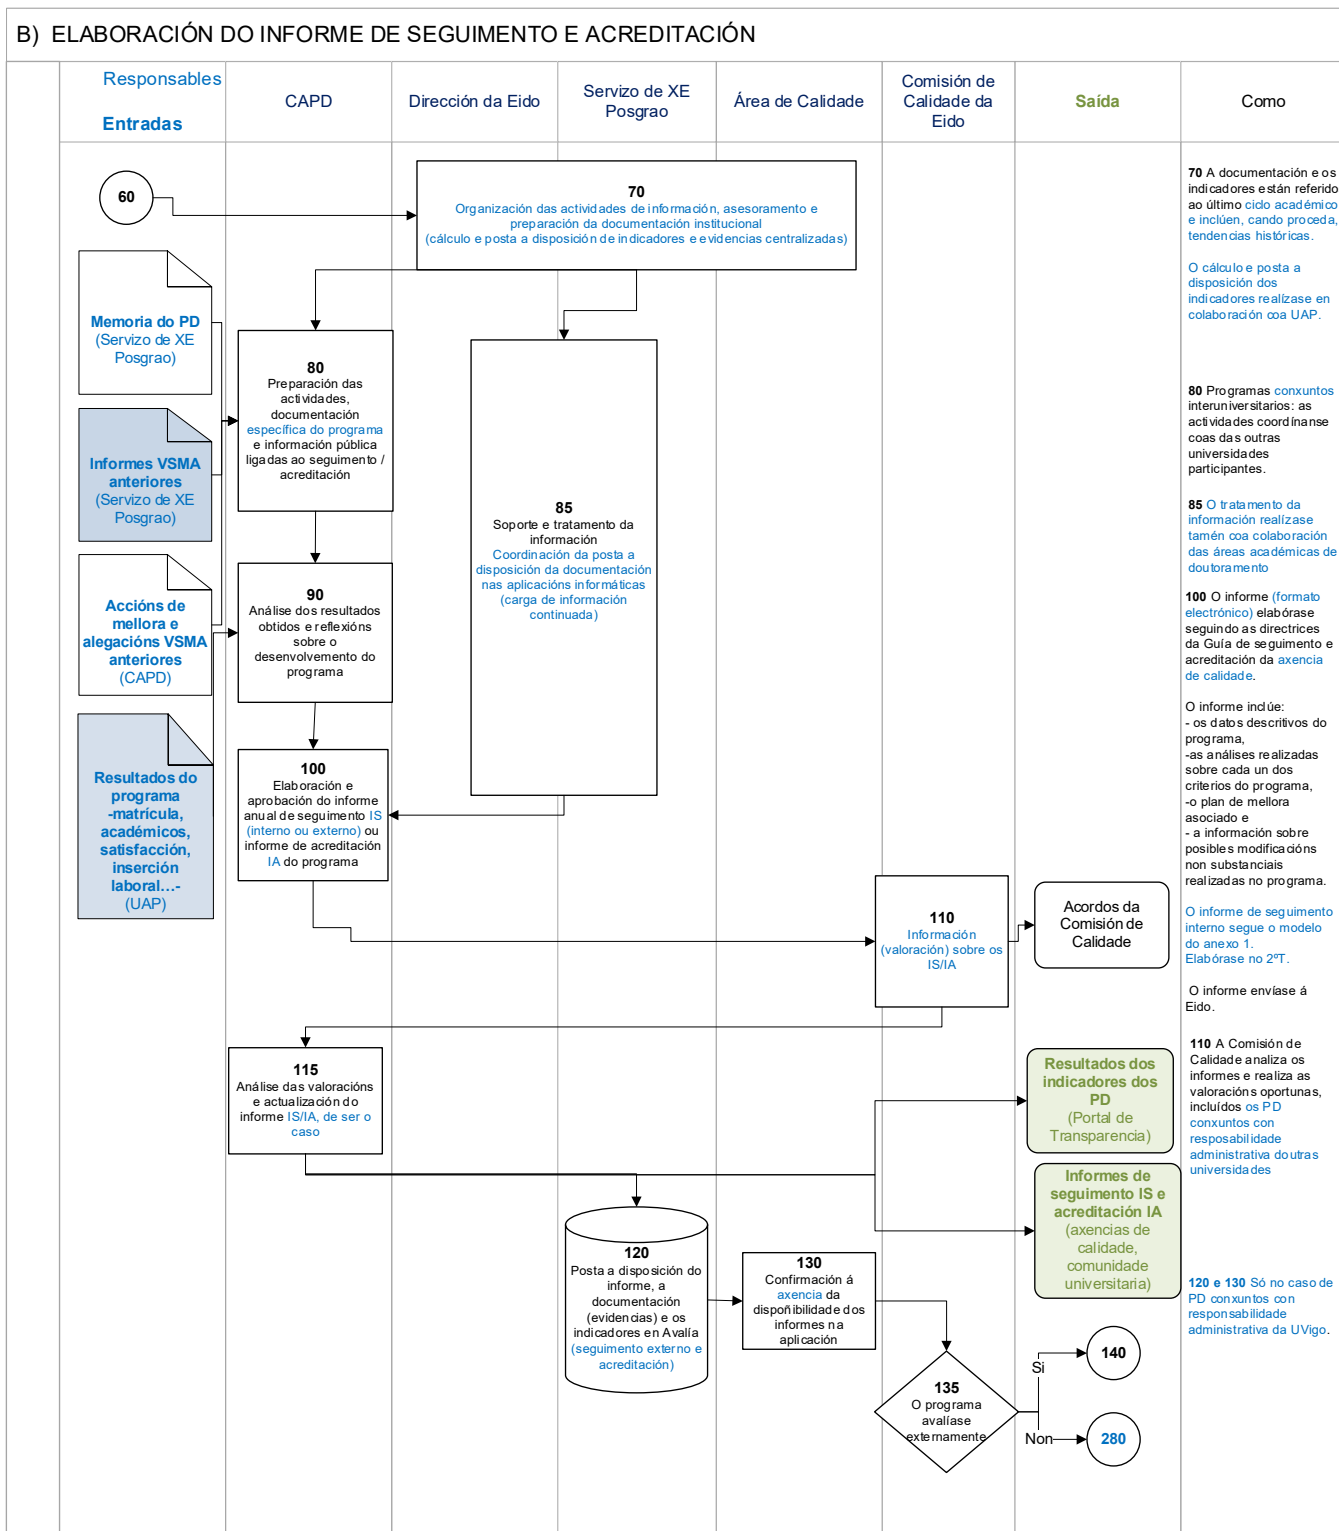 B) ELABORACIÓN DO INFORME DE SEGUIMENTO E ACREDITACIÓN
Responsables
Entradas
CAPD
Dirección da Eido
Servizo de XE
Posgrao
Área de Calidade
Comisión de
Calidade da
Eido
Saída
Como
60
70
Organización das actividades de información, asesoramento e
preparación da documentación institucional
(cálculo e posta a disposición de indicadores e evidencias centralizadas)
Memoria do PD
(Servizo de XE
Posgrao)
Informes VSMA
anteriores
(Servizo de XE
Posgrao)
Accións de
mellora e
alegacións VSMA
anteriores
(CAPD)
Resultados do
programa
-matrícula,
académicos,
satisfacción,
inserción
laboral...-
(UAP)
80
Preparación das
actividades,
documentación
específica do programa
e información pública
ligadas ao seguimento /
acreditación
85
Soporte e tratamento da
información
Coordinación da posta a
disposición da documentación
nas aplicacións informáticas
(carga de información
continuada)
90
Análise dos resultados
obtidos e reflexións
sobre o
desenvolvemento do
programa
100
Elaboración e
aprobación do informe
anual de seguimento IS
(interno ou externo) ou
informe de acreditación
IA do programa
110
Información
(valoración) sobre os
IS/IA
Acordos da
Comisión de
Calidade
115
Análise das valoracións
e actualización do
informe IS/IA, de ser o
caso
Resultados dos
indicadores dos
PD
(Portal de
Transparencia)
Informes de
seguimento IS e
acreditación IA
(axencias de
calidade,
comunidade
universitaria)
120
Posta a disposición do
informe, a
documentación
(evidencias) e os
indicadores en Avalía
(seguimento externo e
acreditación)
130
Confirmación á
axencia da
dispoñibilidade dos
informes na
aplicación
135
O programa
avalíase
externamente
Si
140
Non
280
70 A documentación e os
indicadores están referido
ao último ciclo académico
e inclúen, cando proceda,
tendencias históricas.
O cálculo e posta a
disposición dos
indicadores realízase en
colaboración coa UAP.
80 Programas conxuntos
interuniversitarios: as
actividades coordínanse
coas das outras
universidades
participantes.
85 O tratamento da
información realízase
tamén coa colaboración
das áreas académicas de
doutoramento
100 O informe (formato
electrónico) elabórase
seguindo as directrices
da Guía de seguimento e
acreditación da axencia
de calidade.
O informe inclúe:
- os datos descritivos do
programa,
-as análises realizadas
sobre cada un dos
criterios do programa,
-o plan de mellora
asociado e
- a información sobre
posibles modificacións
non substanciais
realizadas no programa.
O informe de seguimento
interno segue o modelo
do anexo 1.
Elabórase no 2ºT.
O informe envíase á
Eido.
110 A Comisión de
Calidade analiza os
informes e realiza as
valoracións oportunas,
incluídos os PD
conxuntos con
resposabilidade
administrativa doutras
universidades
120 e 130 Só no caso de
PD conxuntos con
responsabilidade
administrativa da UVigo.